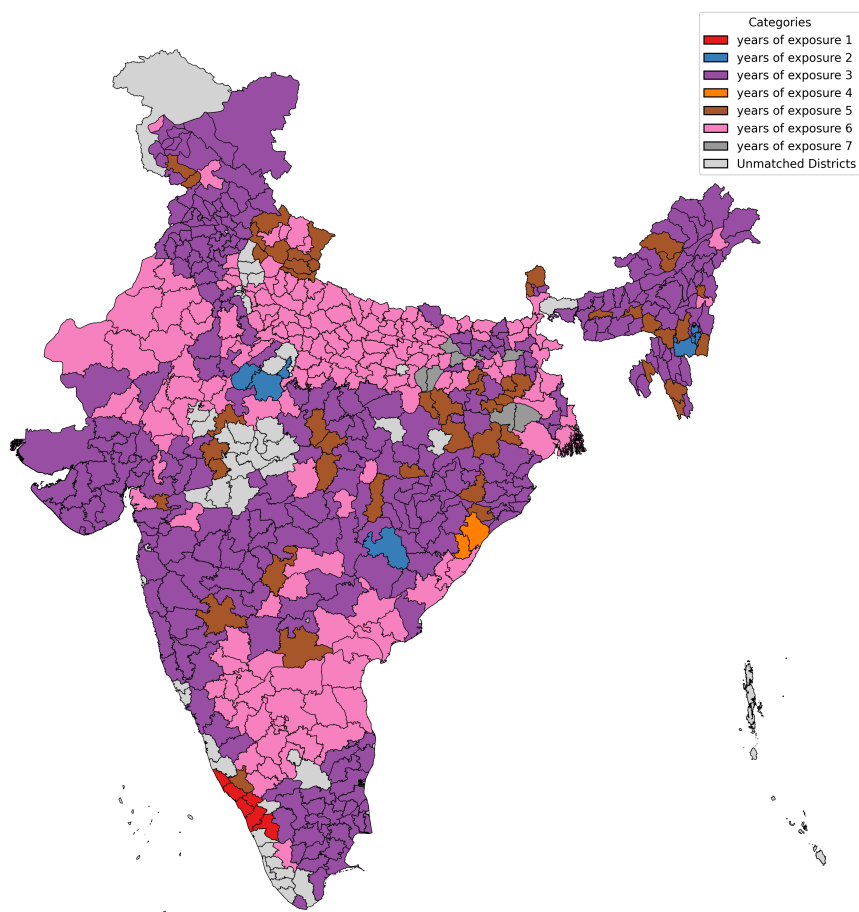 Categories
years of exposure 1
years of exposure 2
years of exposure 3
years of exposure 4
years of exposure 5
years of exposure 6
years of exposure 7
Unmatched Districts